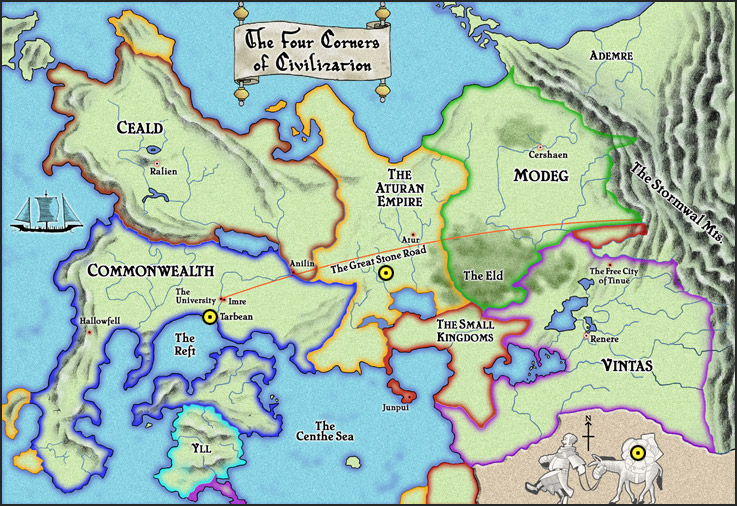 The Four Corners
of Civilization
ADEMRE
CEALD
Ralien
THE
ATURAN
EMPIRE
Cershaen
MODEG
The Stormwal Mts.
Atur
The Great Stone Road
Anilin
COMMONWEALTH
The Eld
The Free City
of Tinue
The
University
Imre
Tarbean
Hallowfell
The
Reft
THE SMALL
KINGDOMS
Renere
VINTAS
Junpui
YLL
The
Centhe Sea
N